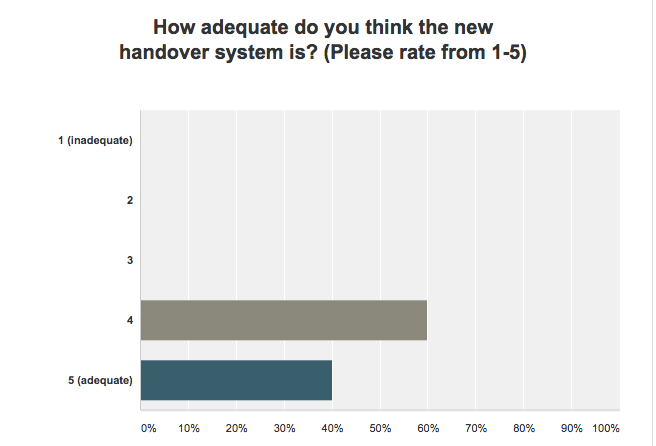 How adequate do you think the new
handover system is? (Please rate from 1-5)
1 (inadequate)
2
3
4
5 (adequate)
0% 10% 20% 30% 40% 50% 60% 70% 80% 90% 100%